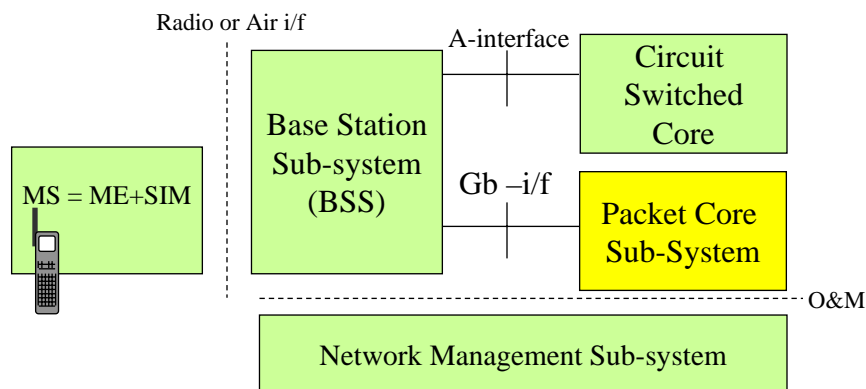 Radio or Air i/f
A-interface
Circuit
Switched
Core
Base Station
Sub-system
(BSS)
MS = ME+SIM
Gb –i/f
Packet Core
Sub-System
O&M
Network Management Sub-system